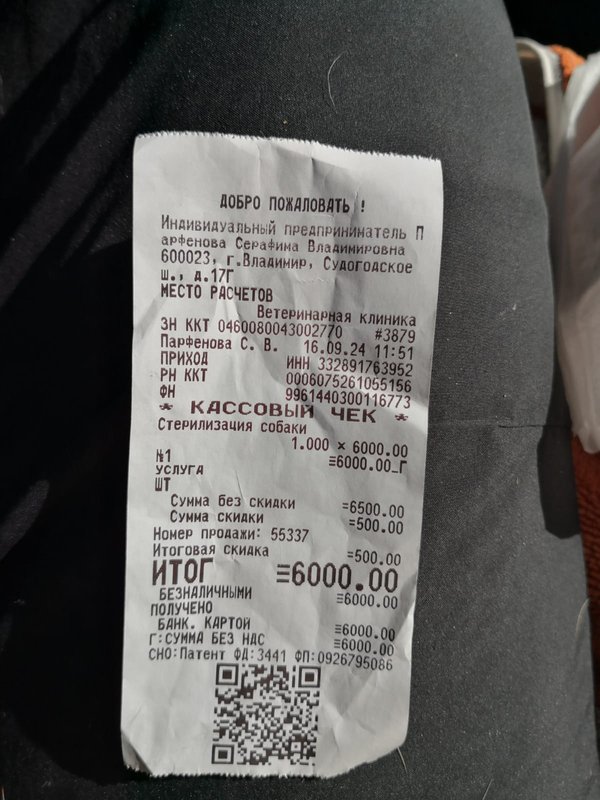 ДОБРО ПОЖАЛОВАТЬ !
Индивидуальный предприниматель П
арфенова Серафима Владимировна
600023, г.Владимир, Судогодское
ш., д.17Г
МЕСТО РАСЧЕТОВ
Ветеринарная клиника
ЗН ККТ 0460080043002770 #3879
Парфенова С. В. 16.09.24 11:51
ПРИХОД ИНН 332891763952
РН ККТ 0006075261055156
ФН 9961440300116773
* КАССОВЫЙ ЧЕК *
Стерилизация собаки
1.000 × 6000.00
№1 ≡6000.00_Г
УСЛУГА
ШТ
Сумма без скидки =6500.00
Сумма скидки =500.00
Номер продажи: 55337
Итоговая скидка =500.00
ИТОГ ≡6000.00
БЕЗНАЛИЧНЫМИ ≡6000.00
ПОЛУЧЕНО
БАНК. КАРТОЙ ≡6000.00
Г:СУММА БЕЗ НДС ≡6000.00
СНО:Патент ФД:3441 ФП:0926795086